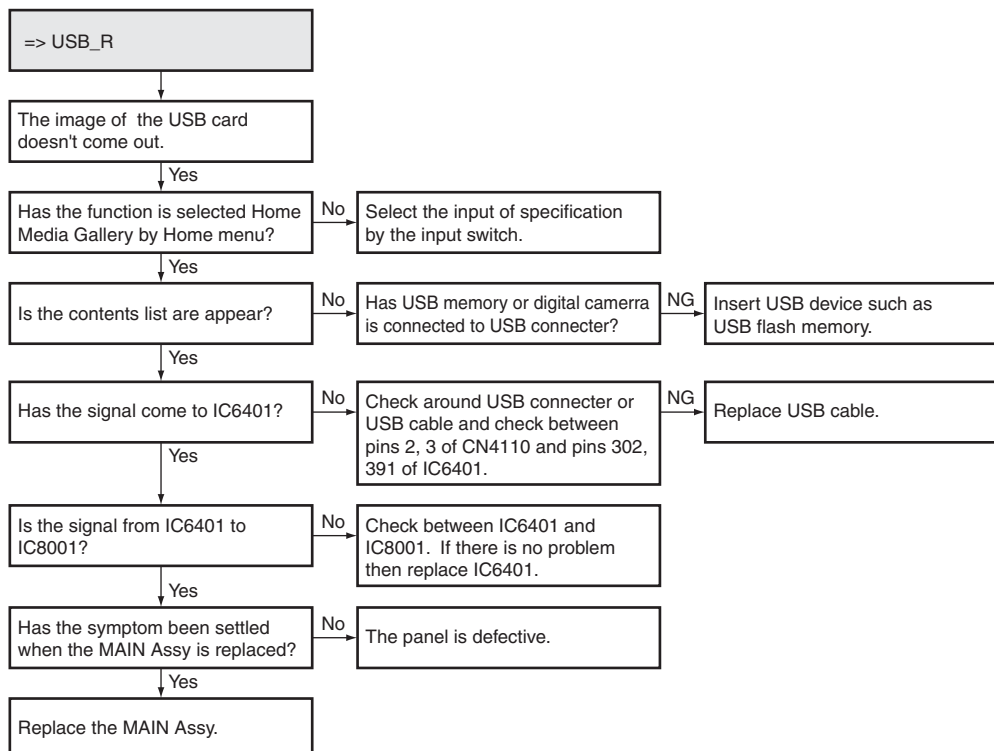 => USB_R
The image of  the USB card
doesn't come out.
Yes
Has the function is selected Home
Media Gallery by Home menu?
No
Select the input of specification
by the input switch.
Yes
Is the contents list are appear?
No
Has USB memory or digital camerra
is connected to USB connecter?
NG
Insert USB device such as
USB flash memory.
Yes
Has the signal come to IC6401?
No
Check around USB connecter or
USB cable and check between
pins 2, 3 of CN4110 and pins 302,
391 of IC6401.
NG
Replace USB cable.
Yes
Is the signal from IC6401 to
IC8001?
No
Check between IC6401 and
IC8001.  If there is no problem
then replace IC6401.
Yes
Has the symptom been settled
when the MAIN Assy is replaced?
No
The panel is defective.
Yes
Replace the MAIN Assy.